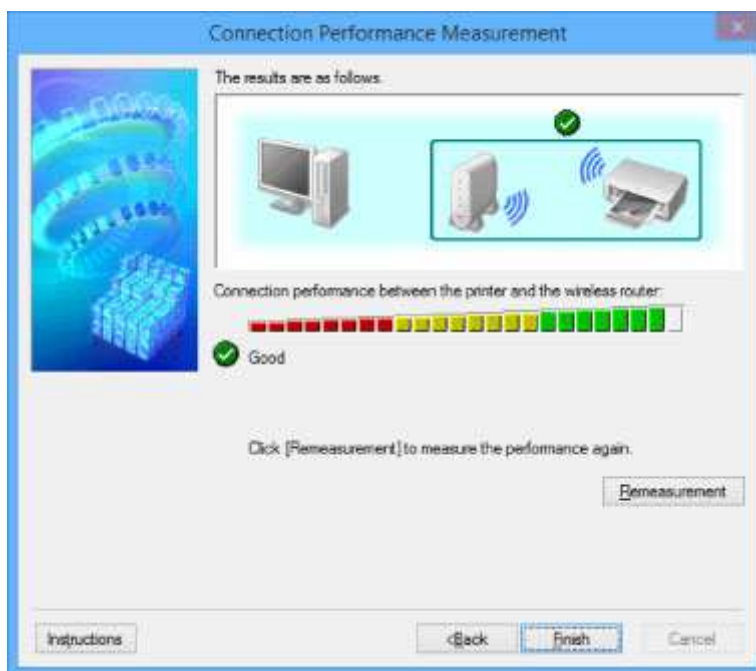 Connection Performance Measurement
The results are as follows.
Connection performance between the printer and the wireless router:
Good
Click [Remeasurement] to measure the performance again.
Remeasurement
Instructions
<Back
Finish
Cancel